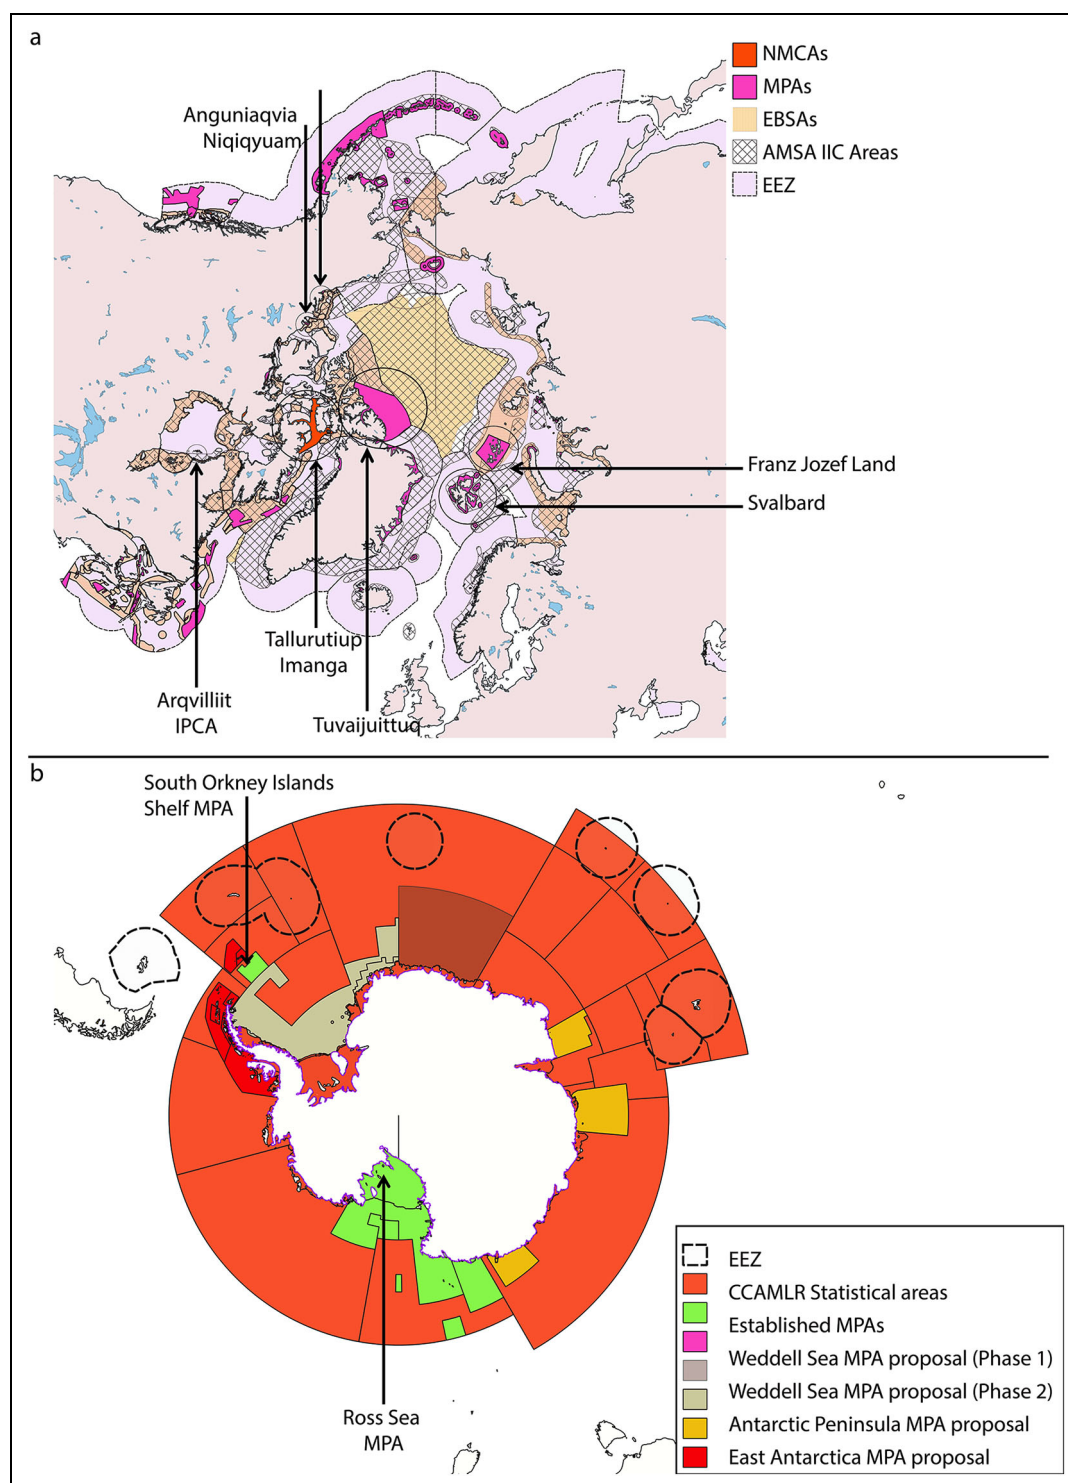 a
Anguniaqvia
Niqiqyuam
NMCAs
MPAs
EBSAs
AMSA IIC Areas
EEZ
Franz Jozef Land
Svalbard
Tallurutiup
Imanga
Arqvilliit
IPCA
Tuvaijuittuq
b
South Orkney Islands
Shelf MPA
EEZ
CCAMLR Statistical areas
Established MPAs
Weddell Sea MPA proposal (Phase 1)
Weddell Sea MPA proposal (Phase 2)
Antarctic Peninsula MPA proposal
East Antarctica MPA proposal
Ross Sea
MPA